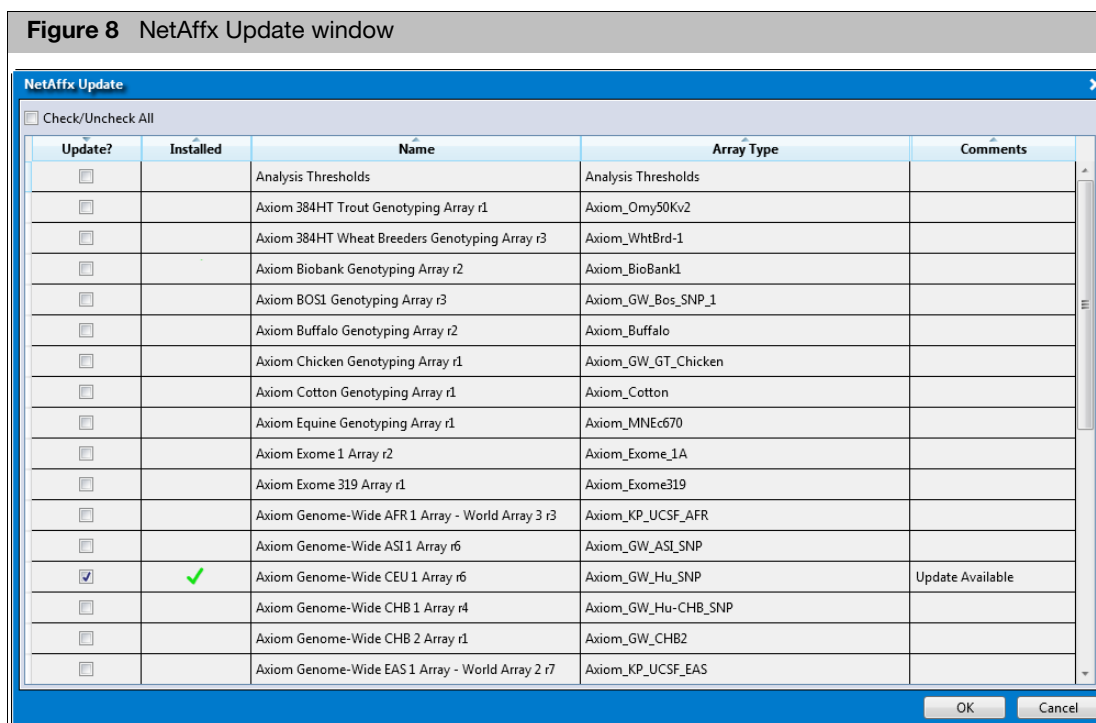 Figure 8 NetAffx Update window
NetAffx Update
Check/Uncheck All
Update? Installed Name Array Type Comments
Analysis Thresholds Analysis Thresholds
Axiom 384HT Trout Genotyping Array r1 Axiom_Omy50Kv2
Axiom 384HT Wheat Breeders Genotyping Array r3 Axiom_WhtBrd-1
Axiom Biobank Genotyping Array r2 Axiom_BioBank1
Axiom BOS1 Genotyping Array r3 Axiom_GW_Bos_SNP_1
Axiom Buffalo Genotyping Array r2 Axiom_Buffalo
Axiom Chicken Genotyping Array r1 Axiom_GW_GT_Chicken
Axiom Cotton Genotyping Array r1 Axiom_Cotton
Axiom Equine Genotyping Array r1 Axiom_MNEc670
Axiom Exome 1 Array r2 Axiom_Exome_1A
Axiom Exome 319 Array r1 Axiom_Exome319
Axiom Genome-Wide AFR 1 Array - World Array 3 r3 Axiom_KP_UCSF_AFR
Axiom Genome-Wide ASI 1 Array r6 Axiom_GW_ASI_SNP
Axiom Genome-Wide CEU 1 Array r6 Axiom_GW_Hu_SNP Update Available
Axiom Genome-Wide CHB 1 Array r4 Axiom_GW_Hu-CHB_SNP
Axiom Genome-Wide CHB 2 Array r1 Axiom_GW_CHB2
Axiom Genome-Wide EAS 1 Array - World Array 2 r7 Axiom_KP_UCSF_EAS
OK Cancel